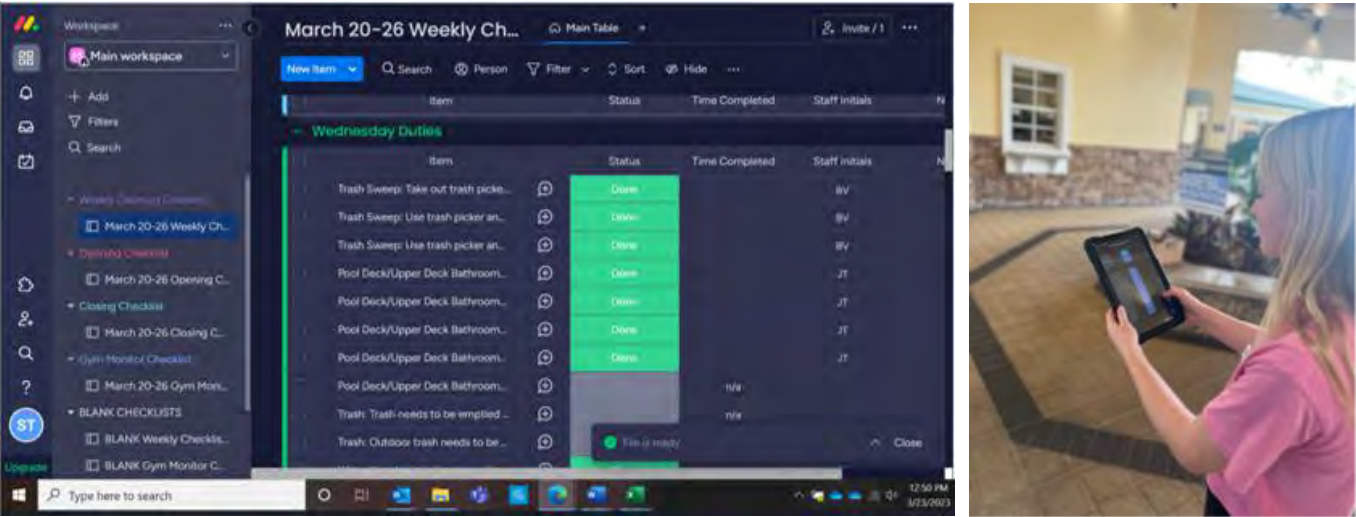 Workspace
Main workspace
Add
Filters
Search
March 20-26 Weekly Ch...
Opening Checklist
March 20-26 Opening C...
Closing Checklist
March 20-26 Closing C...
Gym Monitor Checklist
March 20-26 Gym Mon...
BLANK CHECKLISTS
BLANK Weekly Checklis...
BLANK Gym Monitor C...
ST
Upgrade
March 20-26 Weekly Ch... Main Table + Invite / 1
New Item Search Person Filter Sort Hide
Item Status Time Completed Staff Initials N
Wednesday Duties
Item Status Time Completed Staff Initials N
Trash Sweep: Take out trash picke... Done BV
Trash Sweep: Use trash picker an... Done BV
Trash Sweep: Use trash picker an... Done BV
Pool Deck/Upper Deck Bathroom... Done JT
Pool Deck/Upper Deck Bathroom... Done JT
Pool Deck/Upper Deck Bathroom... Done JT
Pool Deck/Upper Deck Bathroom... Done JT
Pool Deck/Upper Deck Bathroom... n/a
Trash: Trash needs to be emptied ... n/a
Trash: Outdoor trash needs to be ...
File is ready Close
Type here to search
12:50 PM
3/23/2023